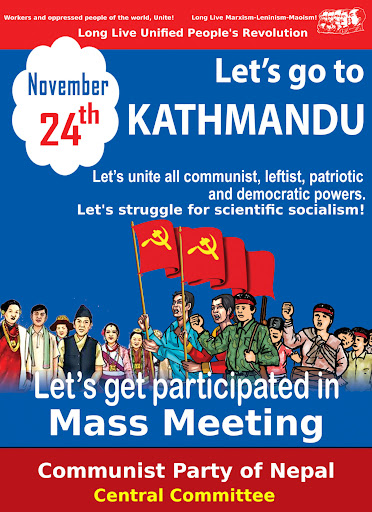 Workers and oppressed people of the world, Unite! Long Live Marxism-Leninism-Maoism!
Long Live Unified People's Revolution
November
24th
Let's go to
KATHMANDU
Let's unite all communist, leftist, patriotic
and democratic powers.
Let's struggle for scientific socialism!
Let's get participated in
Mass Meeting
Communist Party of Nepal
Central Committee